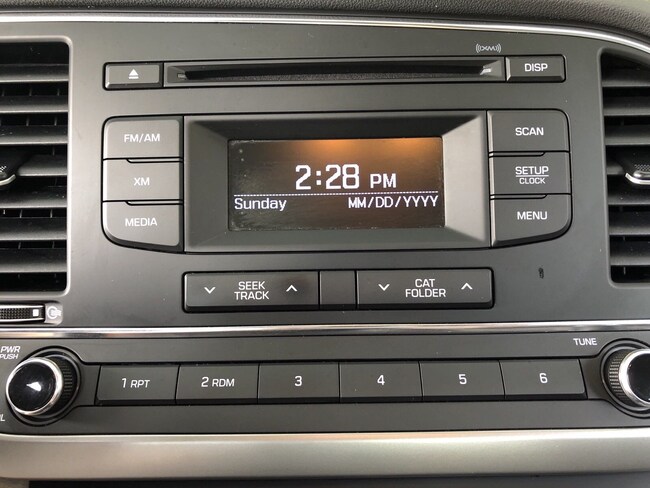 ((XM))
DISP
FM/AM
SCAN
2:28 PM
XM
SETUP
CLOCK
Sunday MM/DD/YYYY
MEDIA
MENU
SEEK
TRACK
CAT
FOLDER
PWR
PUSH
TUNE
1 RPT
2 RDM
3
4
5
6